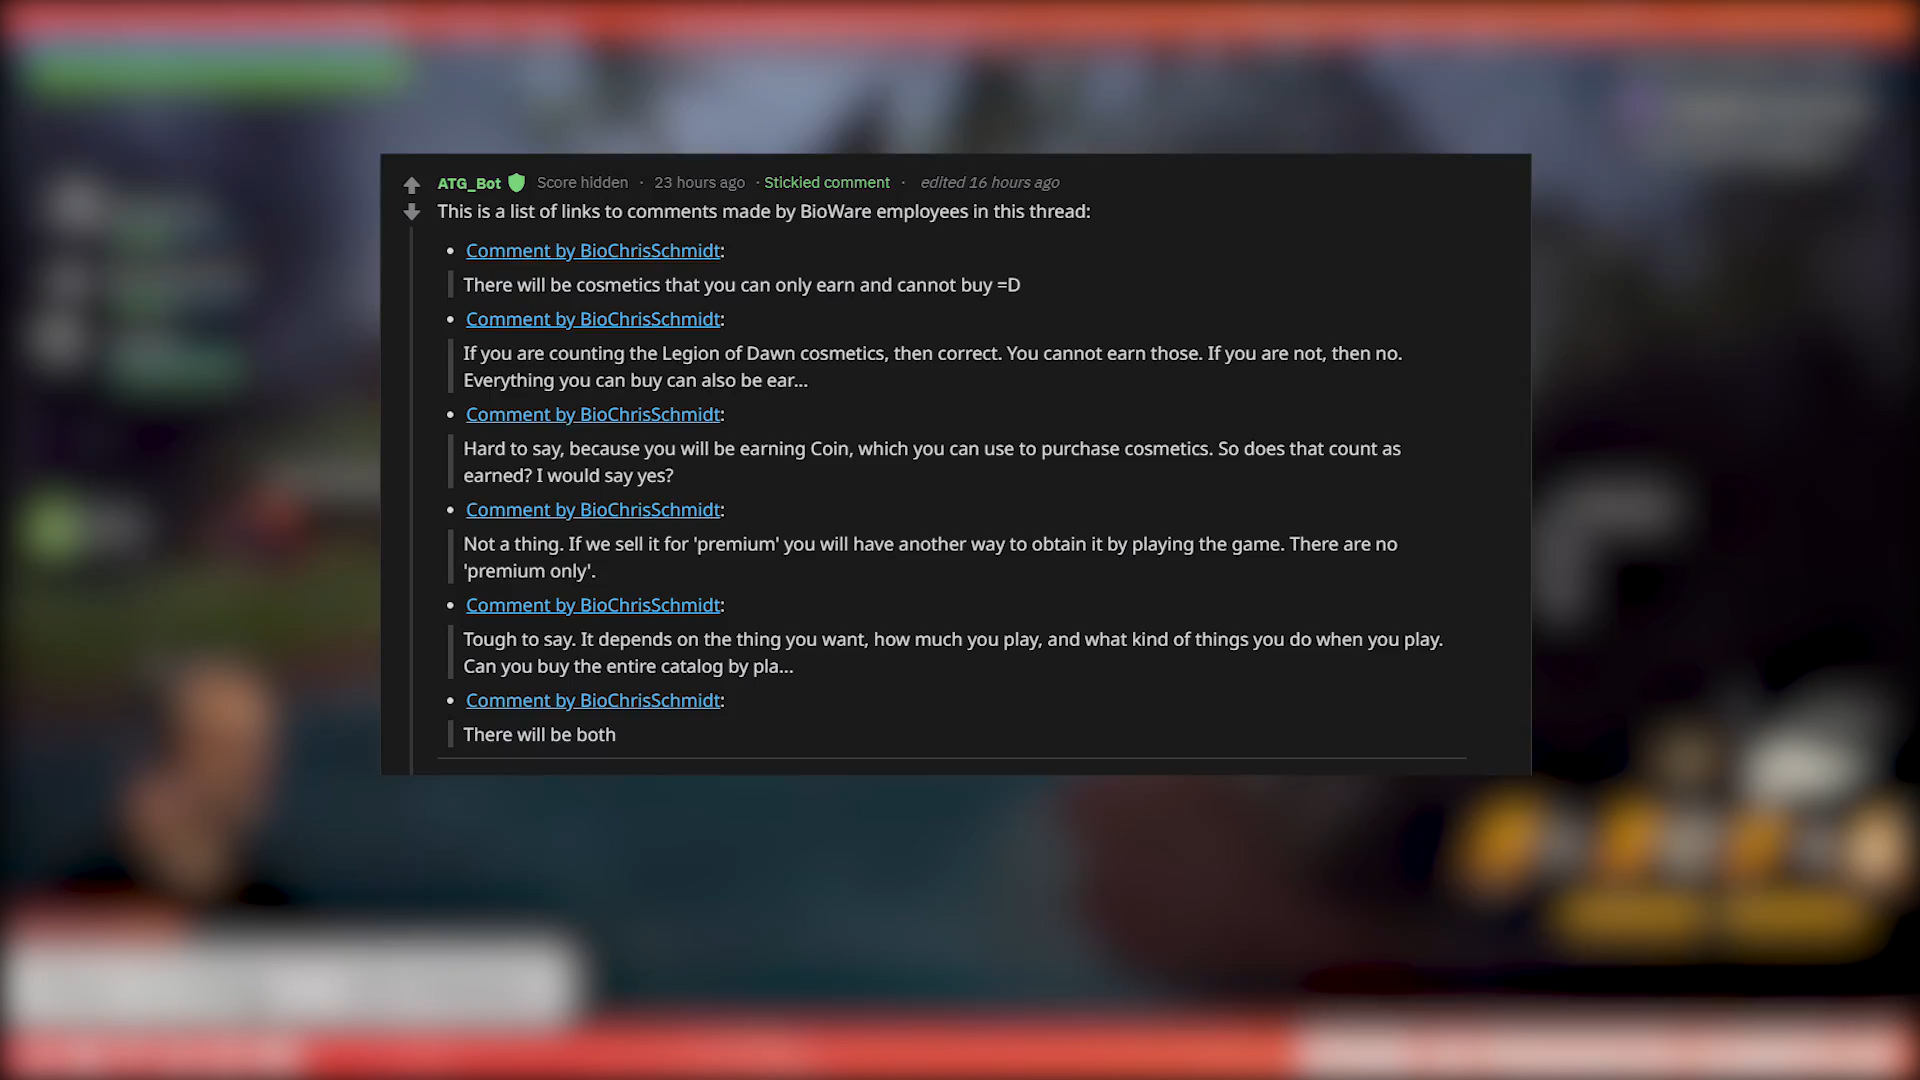 ATG_Bot Score hidden · 23 hours ago · Stickied comment · edited 16 hours ago
This is a list of links to comments made by BioWare employees in this thread:
• Comment by BioChrisSchmidt:
There will be cosmetics that you can only earn and cannot buy =D
• Comment by BioChrisSchmidt:
If you are counting the Legion of Dawn cosmetics, then correct. You cannot earn those. If you are not, then no.
Everything you can buy can also be ear...
• Comment by BioChrisSchmidt:
Hard to say, because you will be earning Coin, which you can use to purchase cosmetics. So does that count as
earned? I would say yes?
• Comment by BioChrisSchmidt:
Not a thing. If we sell it for 'premium' you will have another way to obtain it by playing the game. There are no
'premium only'.
• Comment by BioChrisSchmidt:
Tough to say. It depends on the thing you want, how much you play, and what kind of things you do when you play.
Can you buy the entire catalog by pla...
• Comment by BioChrisSchmidt:
There will be both